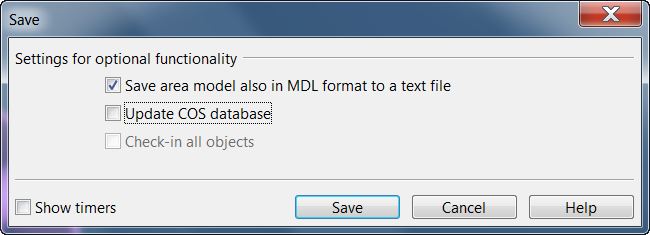 Save
Settings for optional functionality
Save area model also in MDL format to a text file
Update COS database
Check-in all objects
Show timers
Save
Cancel
Help